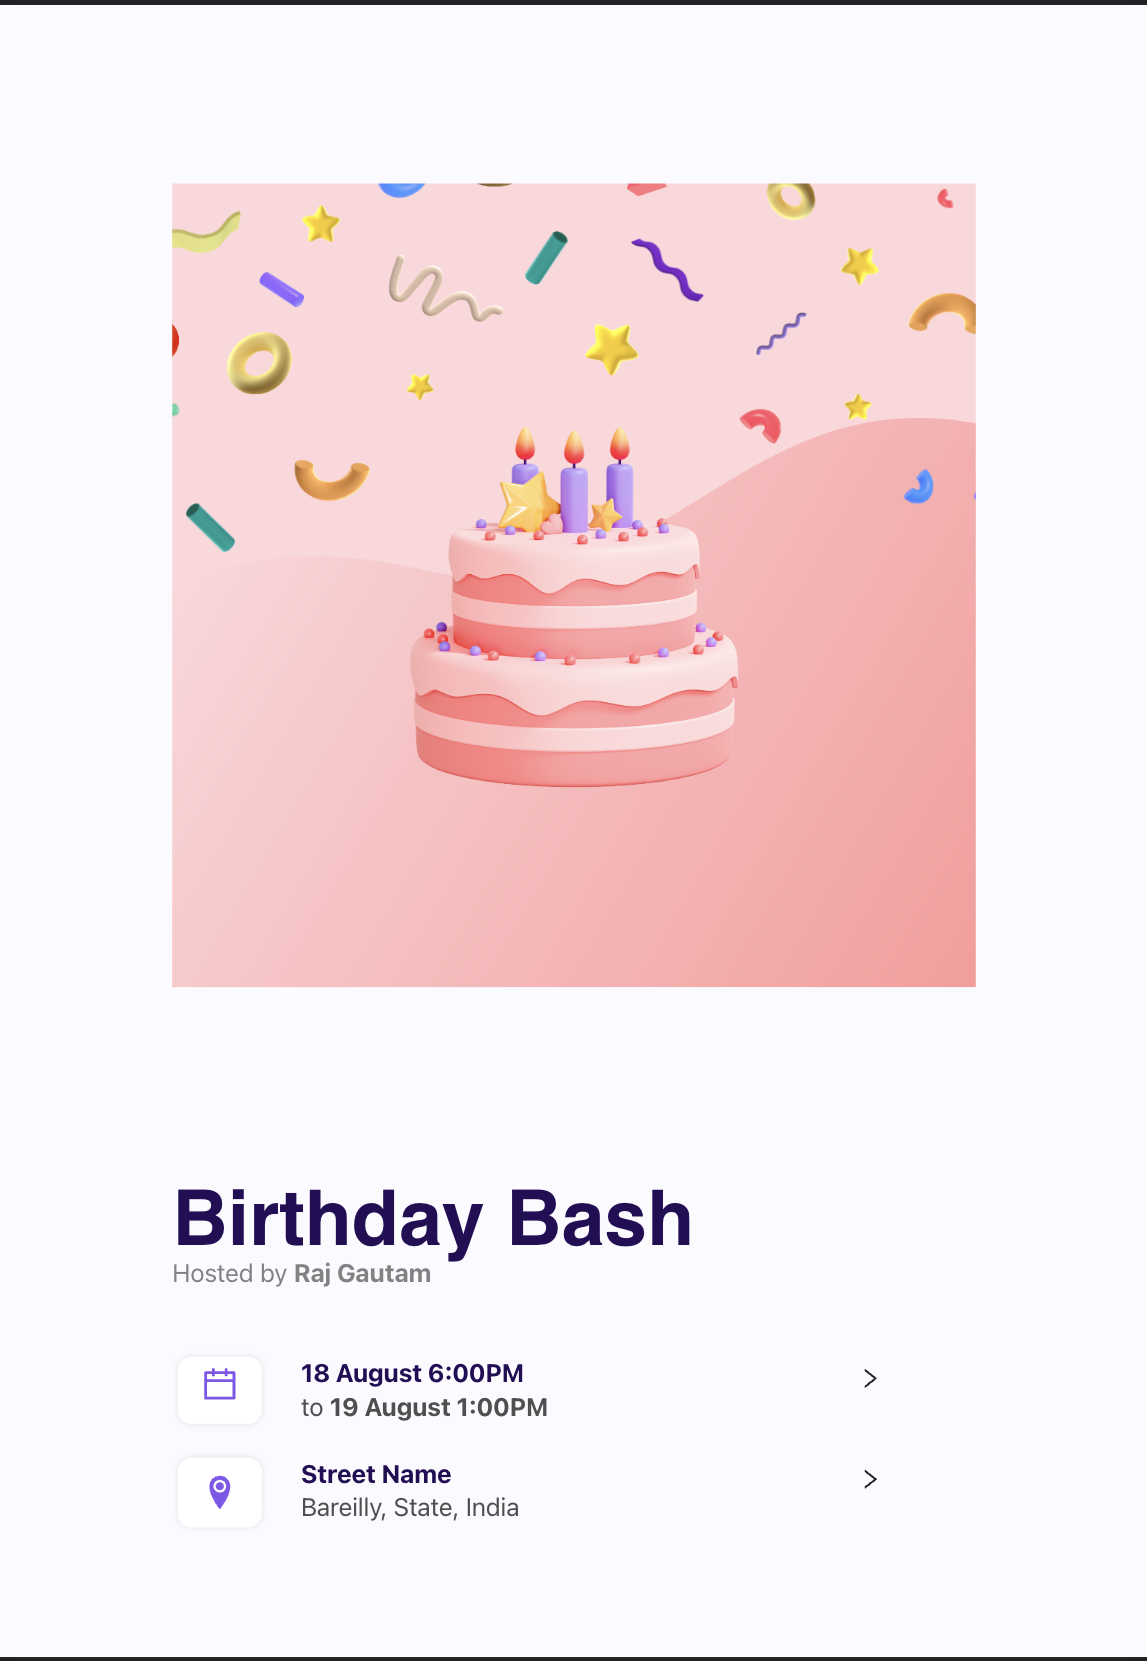 Birthday Bash
Hosted by Raj Gautam
18 August 6:00PM
to 19 August 1:00PM
Street Name
Bareilly, State, India